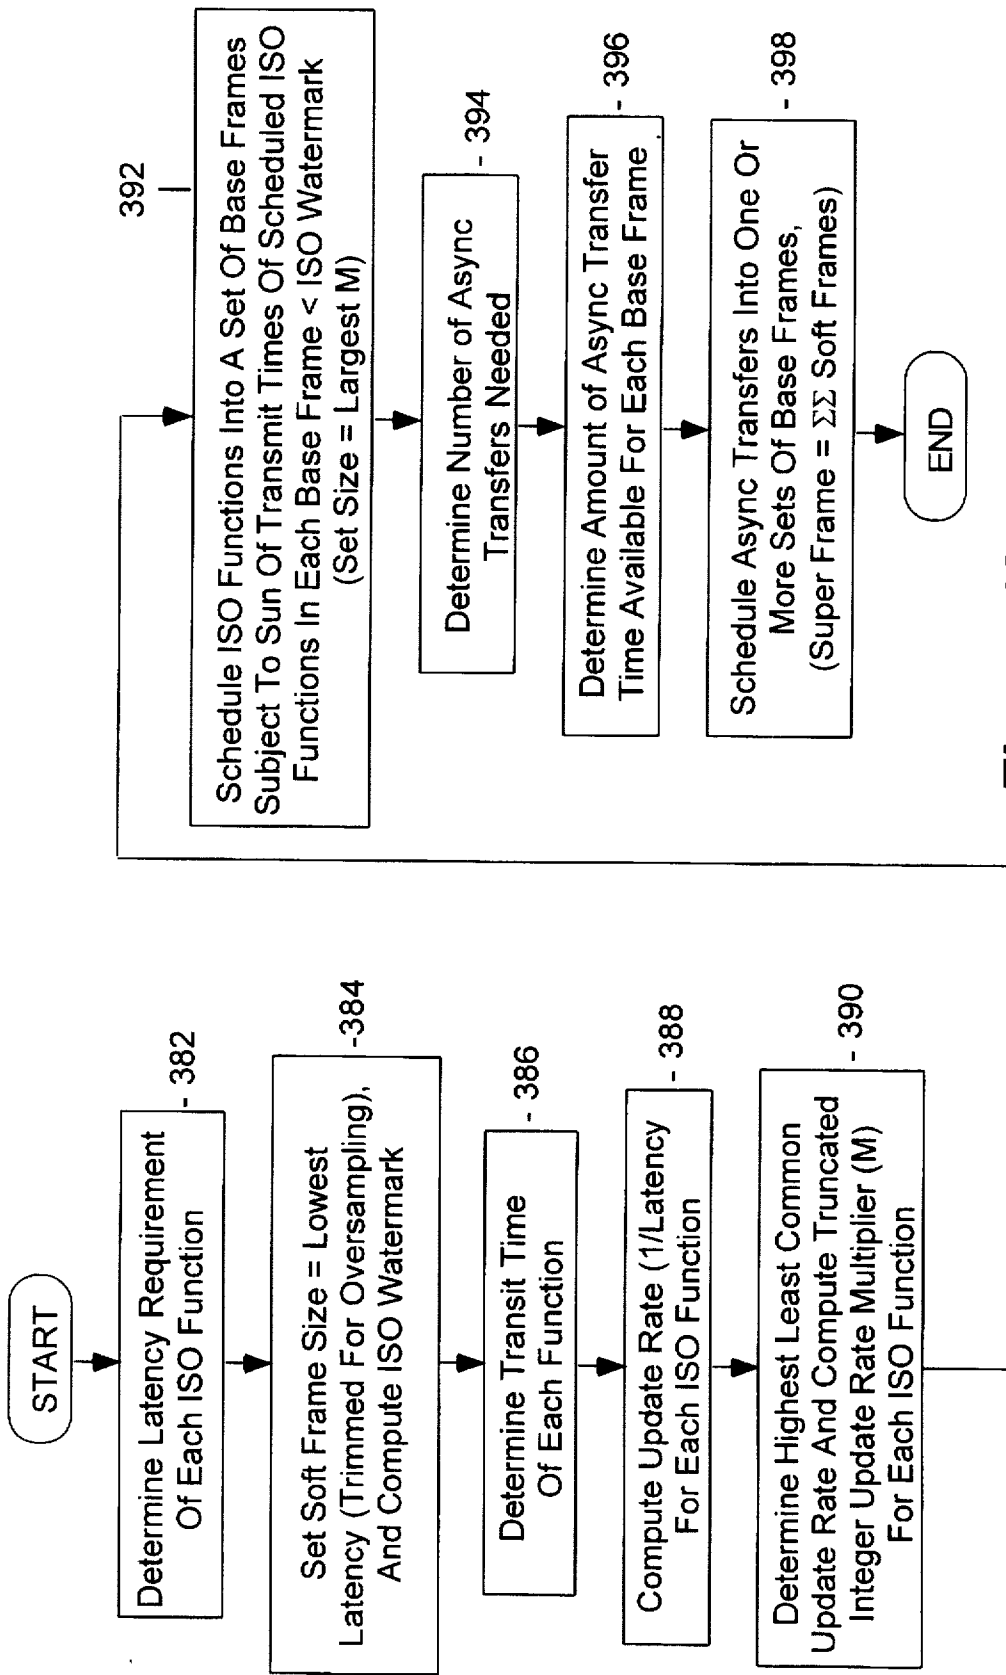 START
Determine Latency Requirement
Of Each ISO Function
- 382
Set Soft Frame Size = Lowest
Latency (Trimmed For Oversampling),
And Compute ISO Watermark
-384
Determine Transit Time
Of Each Function
- 386
Compute Update Rate (1/Latency
For Each ISO Function
- 388
Determine Highest Least Common
Update Rate And Compute Truncated
Integer Update Rate Multiplier (M)
For Each ISO Function
- 390
392
Schedule ISO Functions Into A Set Of Base Frames
Subject To Sun Of Transmit Times Of Scheduled ISO
Functions In Each Base Frame < ISO Watermark
(Set Size = Largest M)
Determine Number of Async
Transfers Needed
- 394
Determine Amount of Async Transfer
Time Available For Each Base Frame
- 396
Schedule Async Transfers Into One Or
More Sets Of Base Frames,
(Super Frame = ΣΣ Soft Frames)
- 398
END